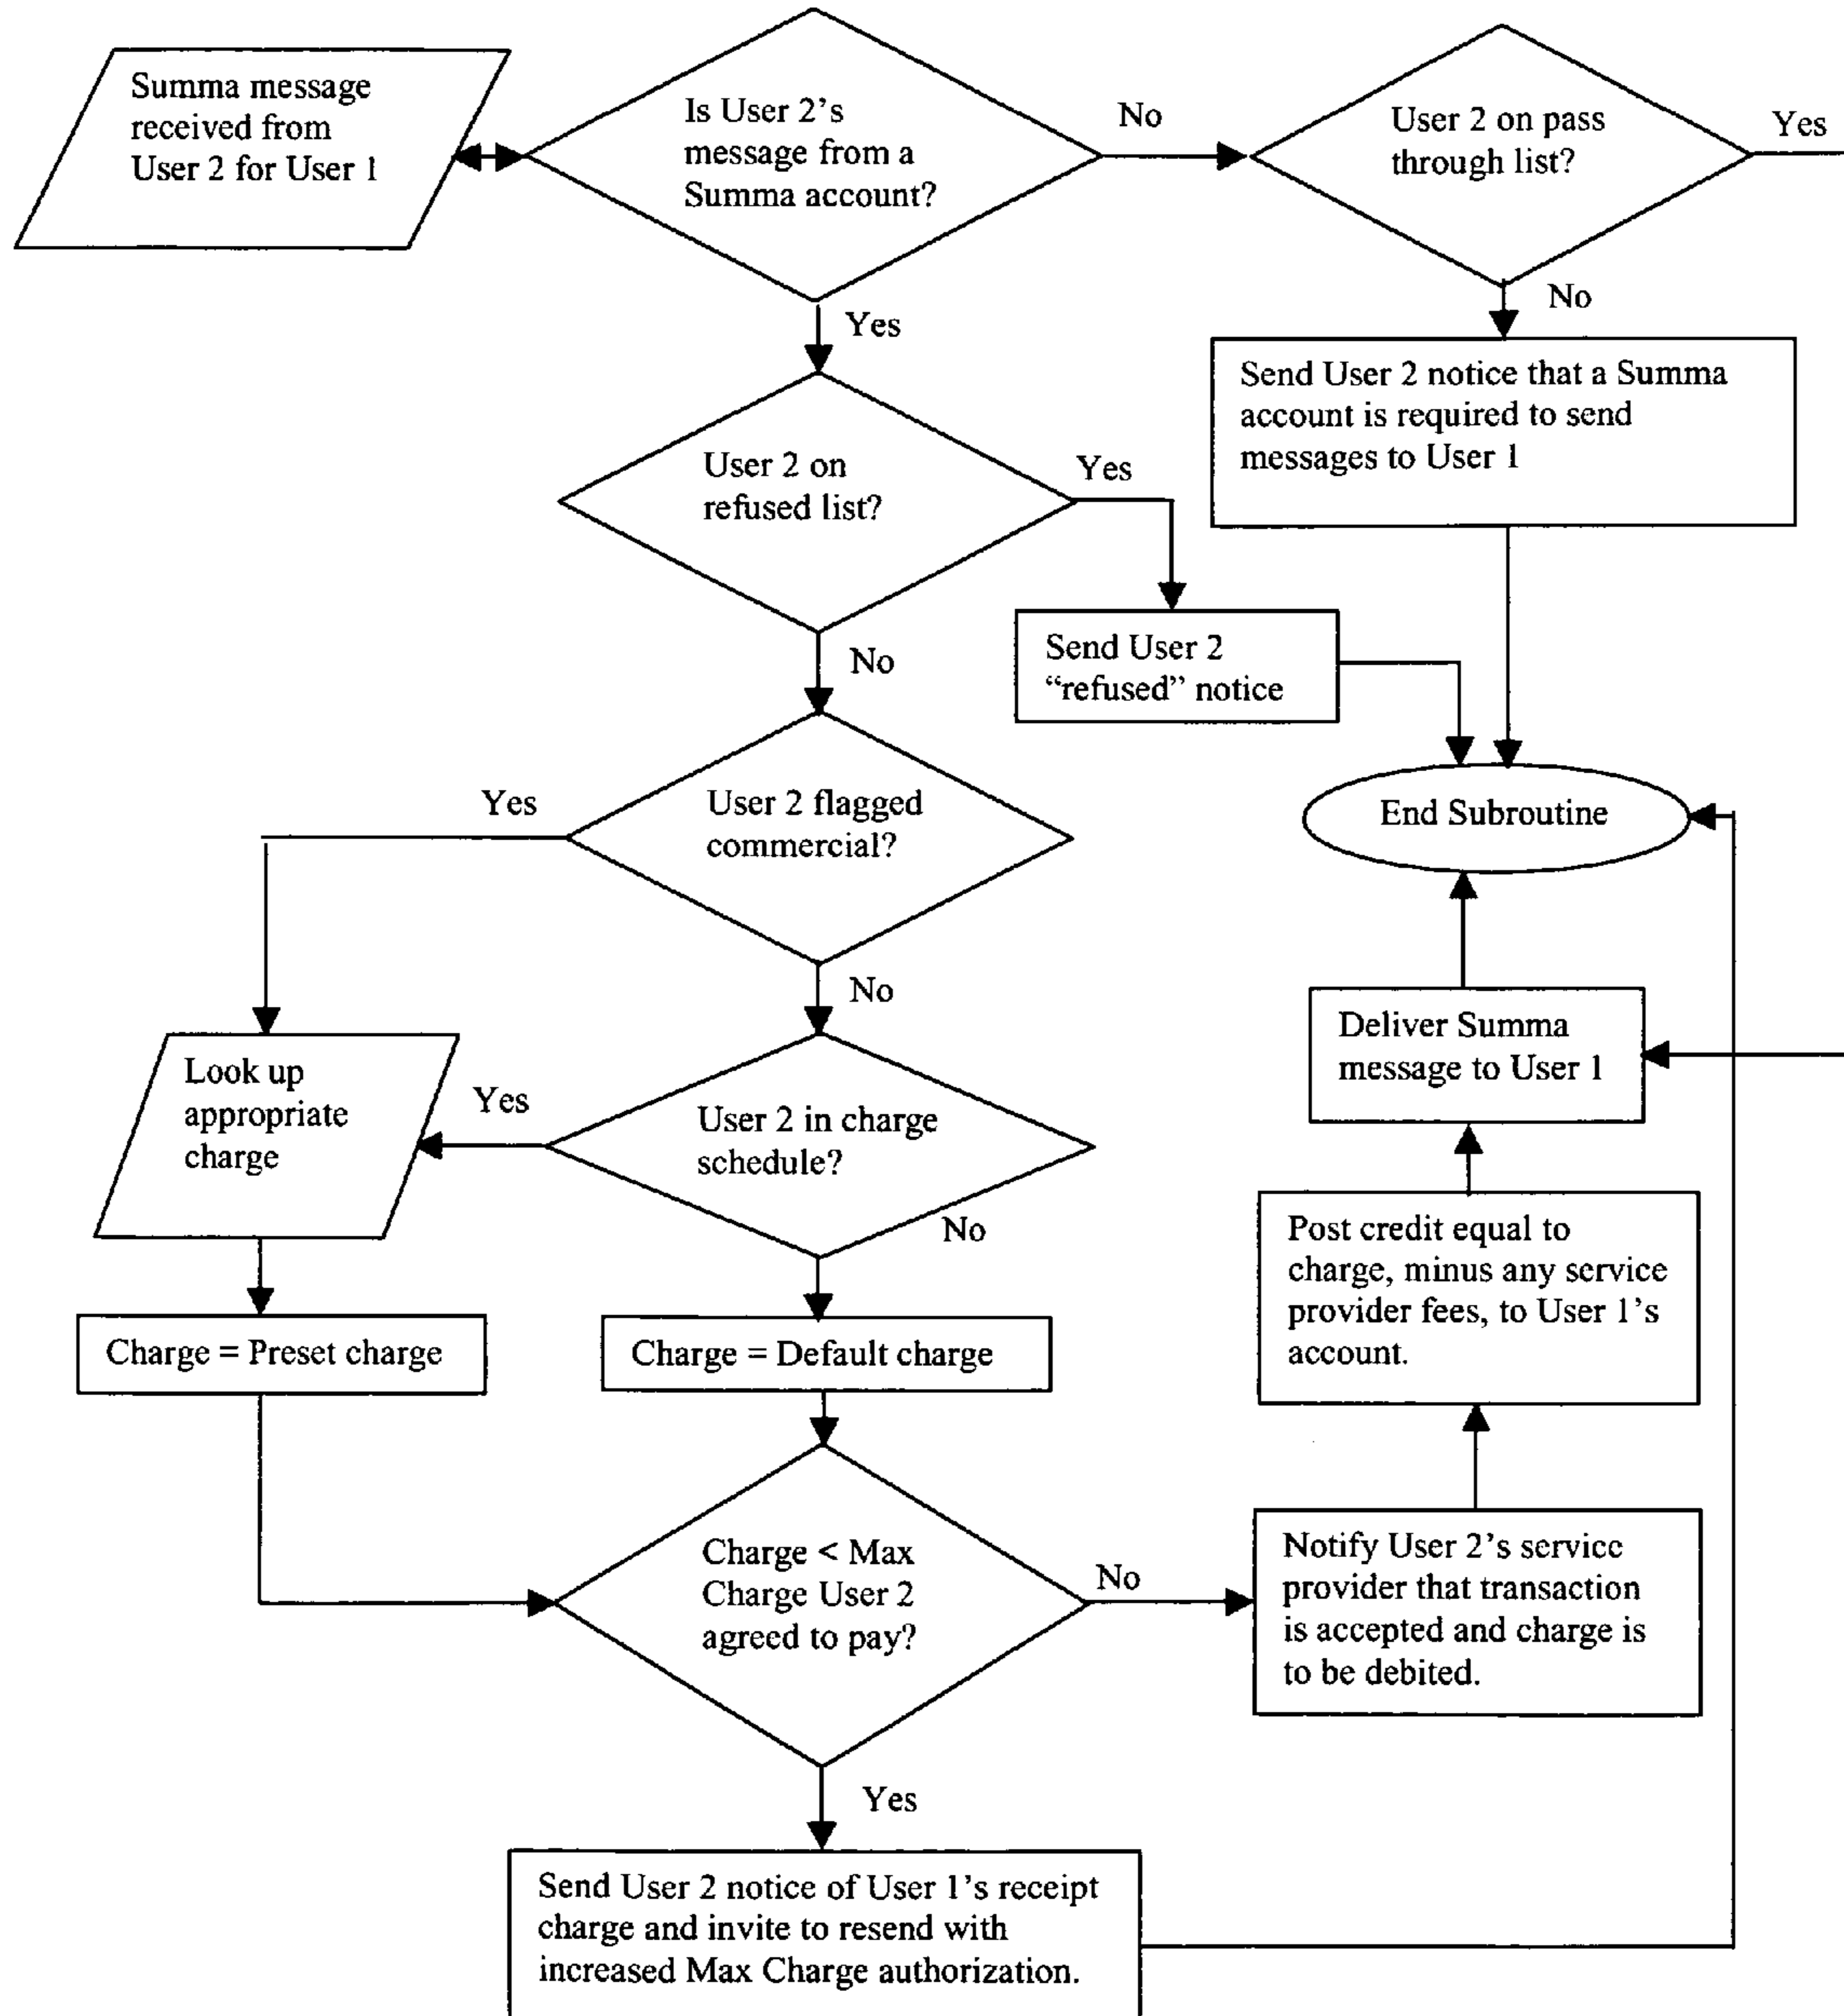 Summa message
received from
User 2 for User 1
Is User 2's
message from a
Summa account?
No
User 2 on pass
through list?
Yes
No
Send User 2 notice that a Summa
account is required to send
messages to User 1
Yes
User 2 on
refused list?
Yes
Send User 2
“refused” notice
No
User 2 flagged
commercial?
Yes
End Subroutine
No
Look up
appropriate
charge
Yes
User 2 in charge
schedule?
No
Deliver Summa
message to User 1
Post credit equal to
charge, minus any service
provider fees, to User 1's
account.
Charge = Preset charge
Charge = Default charge
Charge < Max
Charge User 2
agreed to pay?
No
Notify User 2's service
provider that transaction
is accepted and charge is
to be debited.
Yes
Send User 2 notice of User 1's receipt
charge and invite to resend with
increased Max Charge authorization.